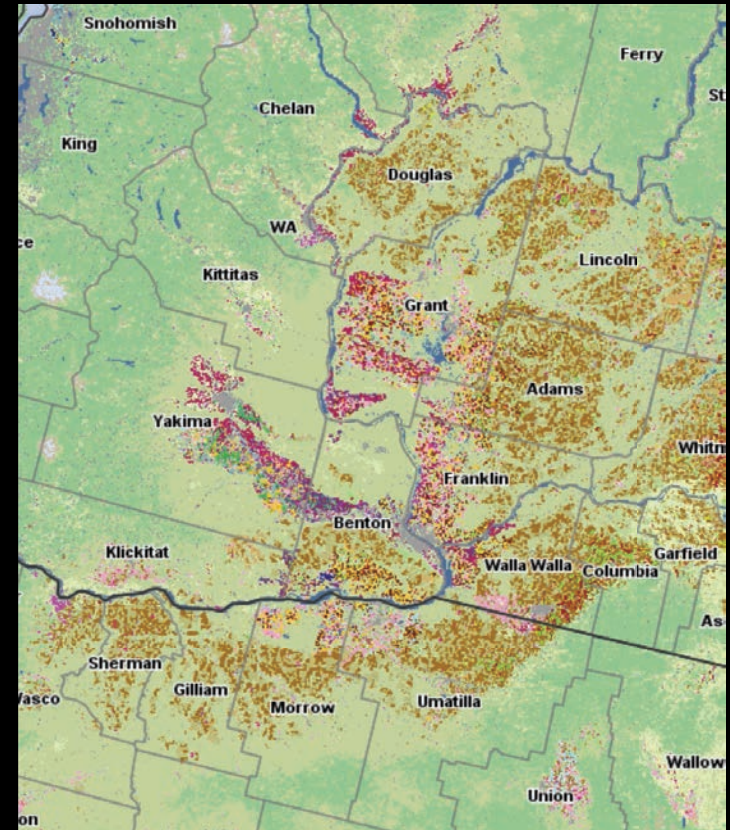 Snohomish
Ferry
St
Chelan
King
Douglas
WA
ce
Lincoln
Kittitas
Grant
Adams
Yakima
Whitn
Franklin
Benton
Klickitat
Garfield
Walla Walla
Columbia
As
Sherman
Gilliam
Vasco
Umatilla
Morrow
Wallow
Union
on